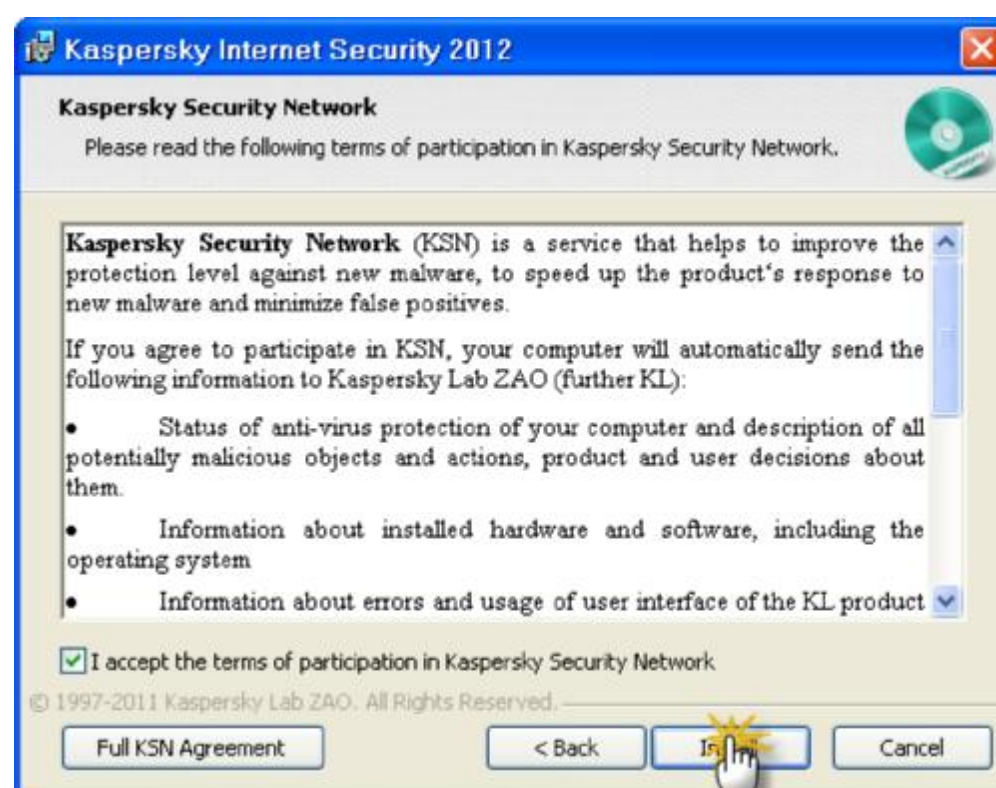 Kaspersky Internet Security 2012
Kaspersky Security Network
Please read the following terms of participation in Kaspersky Security Network.
Kaspersky Security Network (KSN) is a service that helps to improve the
protection level against new malware, to speed up the product's response to
new malware and minimize false positives.
If you agree to participate in KSN, your computer will automatically send the
following information to Kaspersky Lab ZAO (further KL):
• Status of anti-virus protection of your computer and description of all
potentially malicious objects and actions, product and user decisions about
them.
• Information about installed hardware and software, including the
operating system
• Information about errors and usage of user interface of the KL product
I accept the terms of participation in Kaspersky Security Network
© 1997-2011 Kaspersky Lab ZAO. All Rights Reserved.
Full KSN Agreement
< Back
Cancel